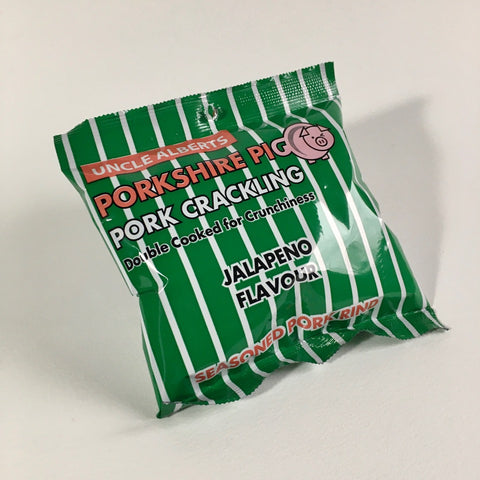 UNCLE ALBERTS
PORKSHIRE PIG
PORK CRACKLING
Double Cooked for Crunchiness
JALAPENO
FLAVOUR
SEASONED PORK RIND